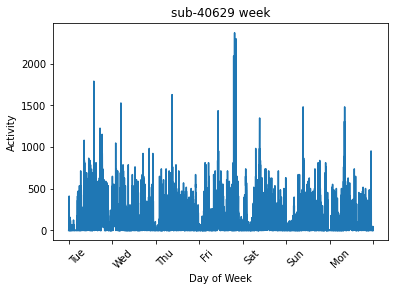 sub-40629 week
2000
1500
1000
500
0
Activity
Tue
Wed
Thu
Fri
Sat
Sun
Mon
Day of Week